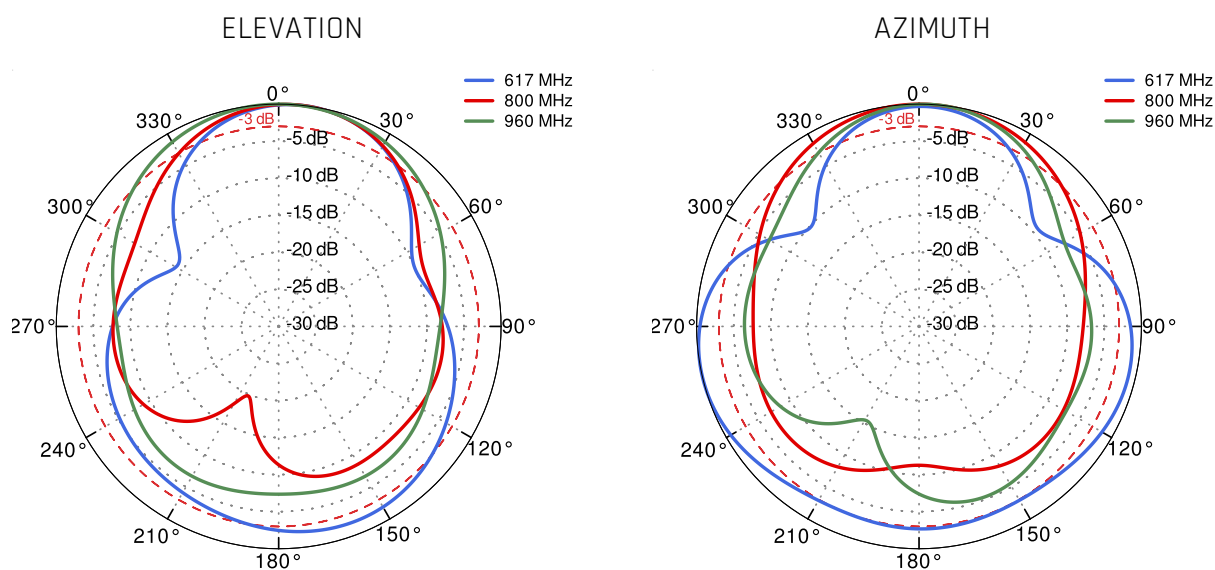 ELEVATION
617 MHz
800 MHz
960 MHz
0°
330°
-3 dB
30°
-5 dB
-10 dB
300°
60°
-15 dB
-20 dB
-25 dB
270°
-30 dB
90°
240°
120°
210°
150°
180°
AZIMUTH
617 MHz
800 MHz
960 MHz
0°
330°
-3 dB
30°
-5 dB
-10 dB
300°
60°
-15 dB
-20 dB
-25 dB
270°
-30 dB
90°
240°
120°
210°
150°
180°